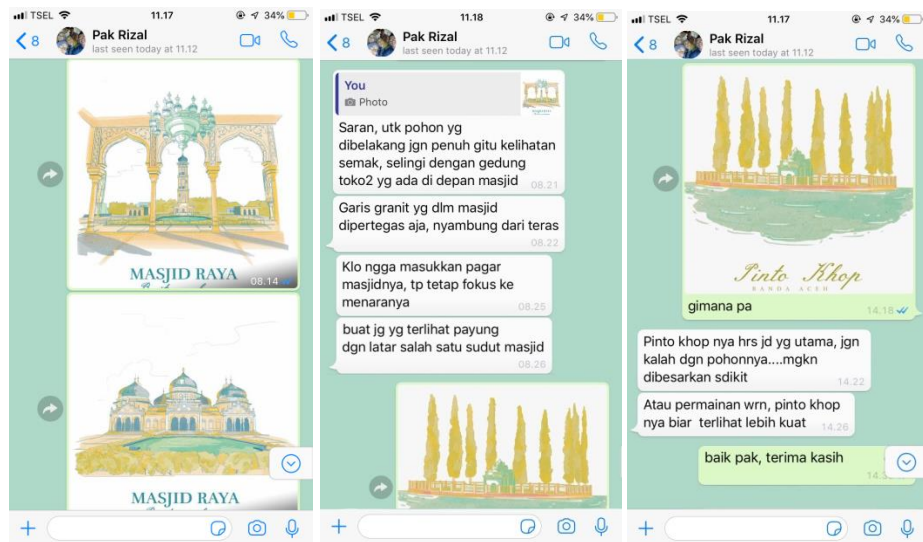 TSEL
11.17
34%
8
Pak Rizal
last seen today at 11.12
MASJID RAYA
08.14
MASJID RAYA
TSEL
11.18
34%
8
Pak Rizal
last seen today at 11.12
You
Photo
Saran, utk pohon yg
dibelakang jgn penuh gitu kelihatan
semak, selingi dengan gedung
toko2 yg ada di depan masjid
08.21
Garis granit yg dlm masjid
dipertegas aja, nyambung dari teras
08.22
Klo ngga masukkan pagar
masjidnya, tp tetap fokus ke
menaranya
08.25
buat jg yg terlihat payung
dgn latar salah satu sudut masjid
08.26
TSEL
11.17
34%
8
Pak Rizal
last seen today at 11.12
Pinto Khop
BANDA ACEH
gimana pa
14.18
Pinto khop nya hrs jd yg utama, jgn
kalah dgn pohonnya....mgkn
dibesarkan sdikit
14.22
Atau permainan wrn, pinto khop
nya biar terlihat lebih kuat
14.26
baik pak, terima kasih